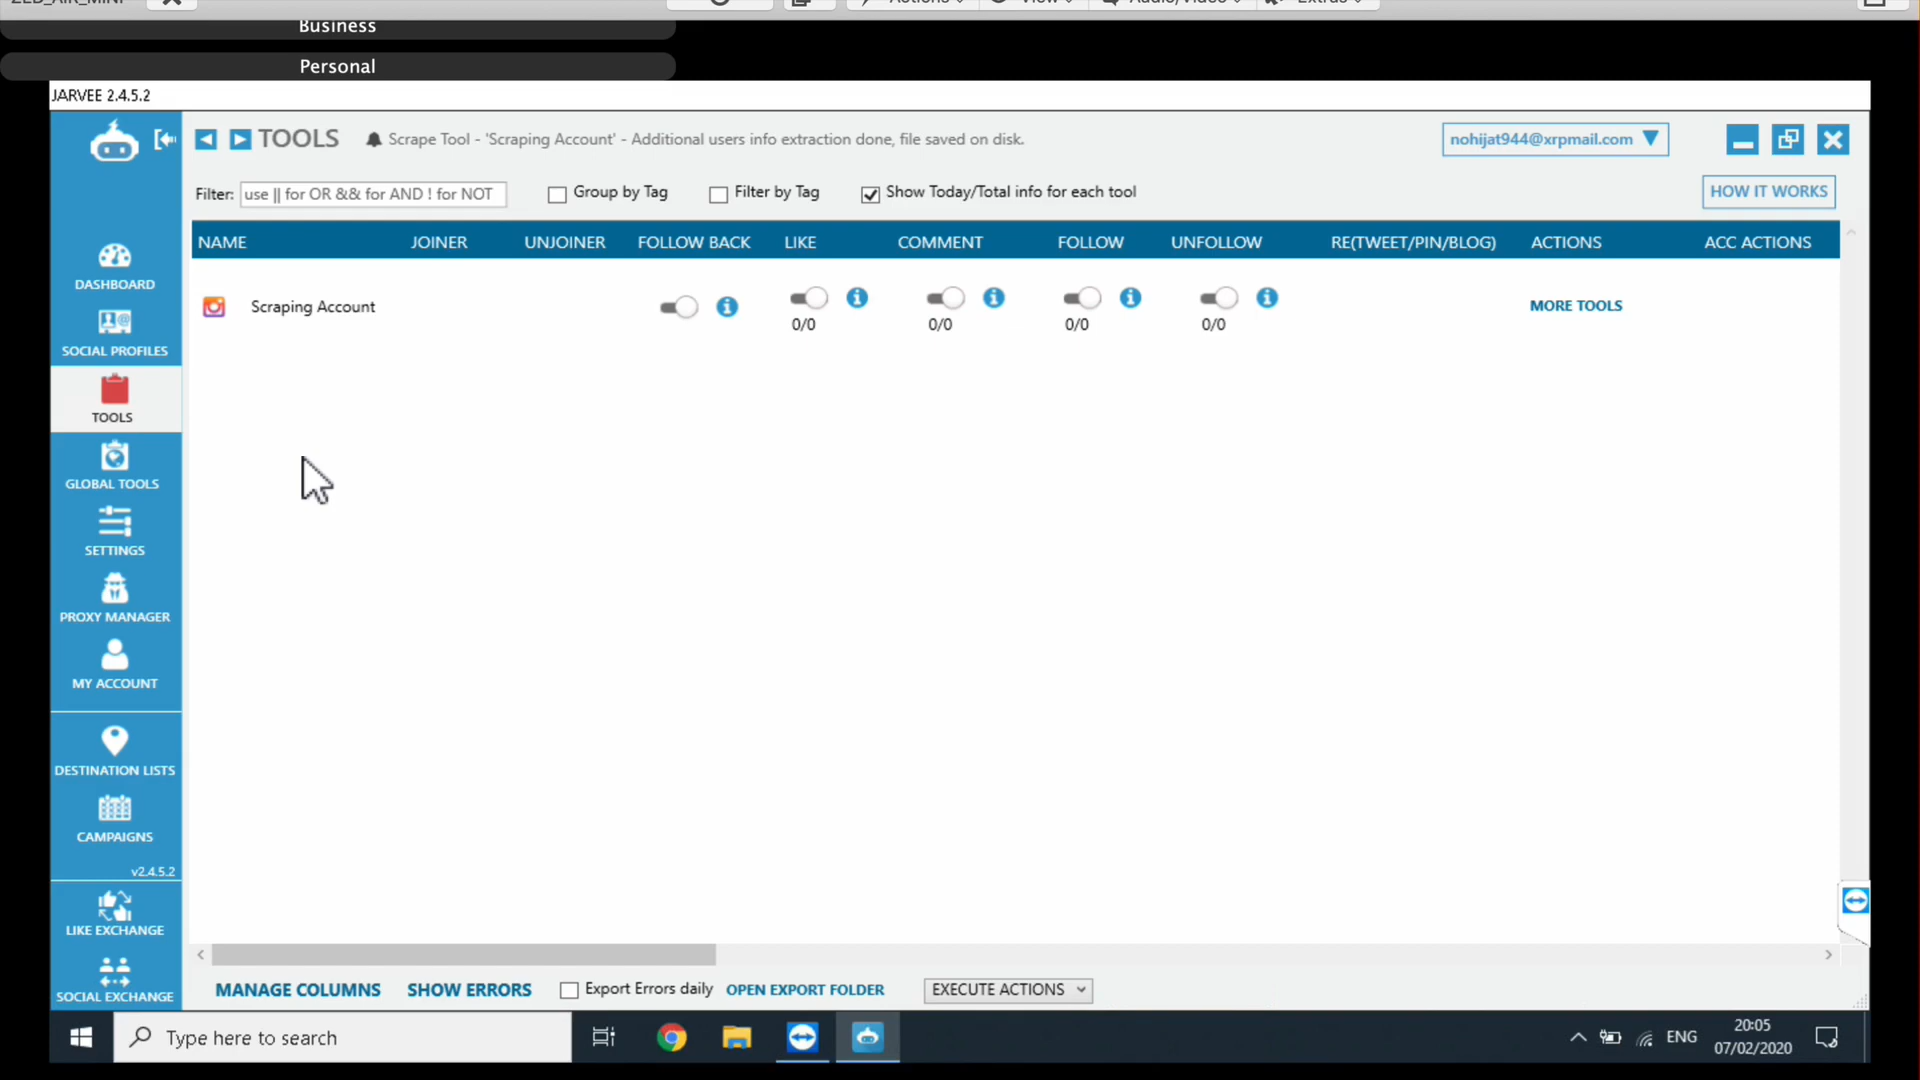 Business
Personal
JARVEE 2.4.5.2
TOOLS
Scrape Tool - 'Scraping Account' - Additional users info extraction done, file saved on disk.
nohijat944@xrpmail.com
Filter: use || for OR && for AND ! for NOT
Group by Tag
Filter by Tag
Show Today/Total info for each tool
HOW IT WORKS
NAME JOINER UNJOINER FOLLOW BACK LIKE COMMENT FOLLOW UNFOLLOW RE(TWEET/PIN/BLOG) ACTIONS ACC ACTIONS
Scraping Account
0/0 0/0 0/0 0/0
MORE TOOLS
DASHBOARD
SOCIAL PROFILES
TOOLS
GLOBAL TOOLS
SETTINGS
PROXY MANAGER
MY ACCOUNT
DESTINATION LISTS
CAMPAIGNS
v2.4.5.2
LIKE EXCHANGE
SOCIAL EXCHANGE
MANAGE COLUMNS SHOW ERRORS Export Errors daily OPEN EXPORT FOLDER EXECUTE ACTIONS
Type here to search
ENG
20:05
07/02/2020